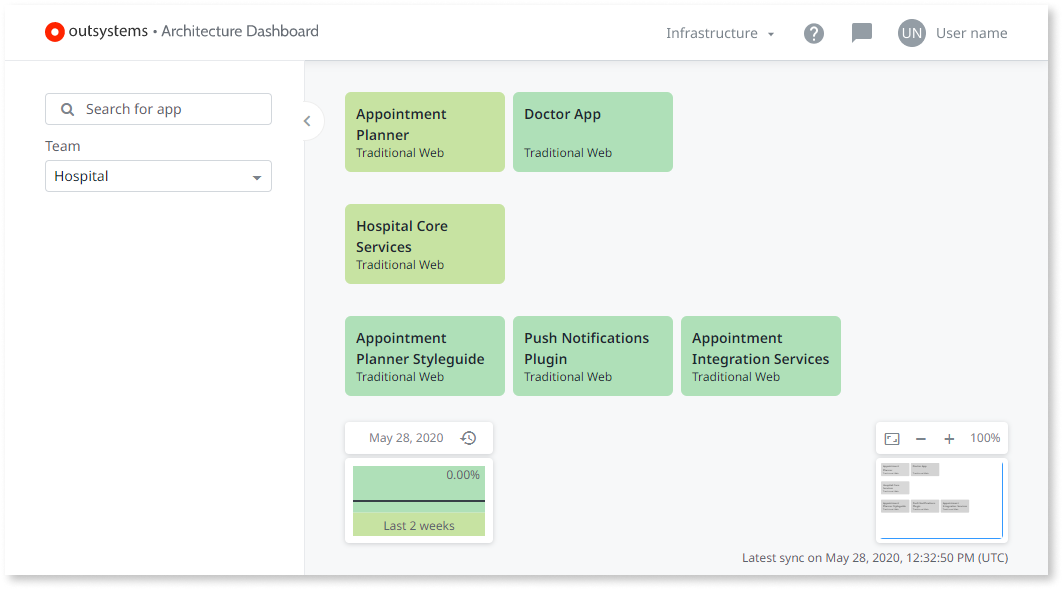 outsystems • Architecture Dashboard
Infrastructure
?
UN
User name
Search for app
Team
Hospital
Appointment
Planner
Traditional Web
Doctor App
Traditional Web
Hospital Core
Services
Traditional Web
Appointment
Planner Styleguide
Traditional Web
Push Notifications
Plugin
Traditional Web
Appointment
Integration Services
Traditional Web
May 28, 2020
0.00%
Last 2 weeks
100%
Latest sync on May 28, 2020, 12:32:50 PM (UTC)